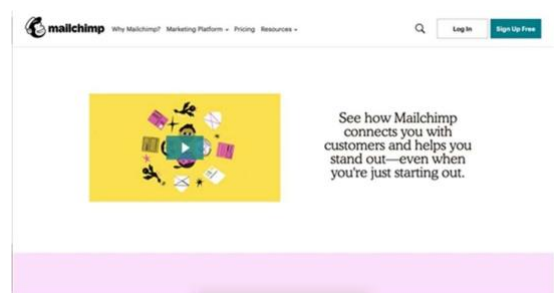 mailchimp Why Mailchimp? Marketing Platform Pricing Resources Log In Sign Up Free
See how Mailchimp
connects you with
customers and helps you
stand out—even when
you're just starting out.